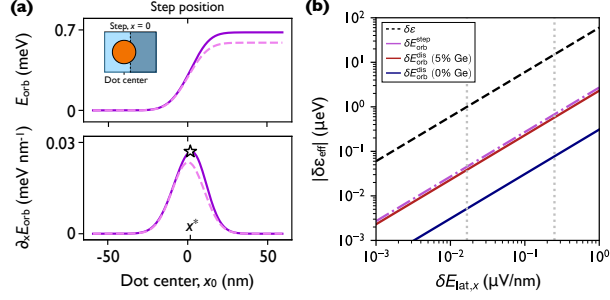 (a)
Step position
Step, x = 0
Dot center
0.7
0
E_orb (meV)
0.03
0
∂_xE_orb (meV nm⁻¹)
x*
−50 0 50
Dot center, x₀ (nm)
(b)
δε
δE_orb^step
δE_orb^dis (5% Ge)
δE_orb^dis (0% Ge)
10²
10¹
10⁰
10⁻¹
10⁻²
10⁻³
|δε_eff| (μeV)
10⁻³ 10⁻² 10⁻¹ 10⁰
δE_lat,x (μV/nm)